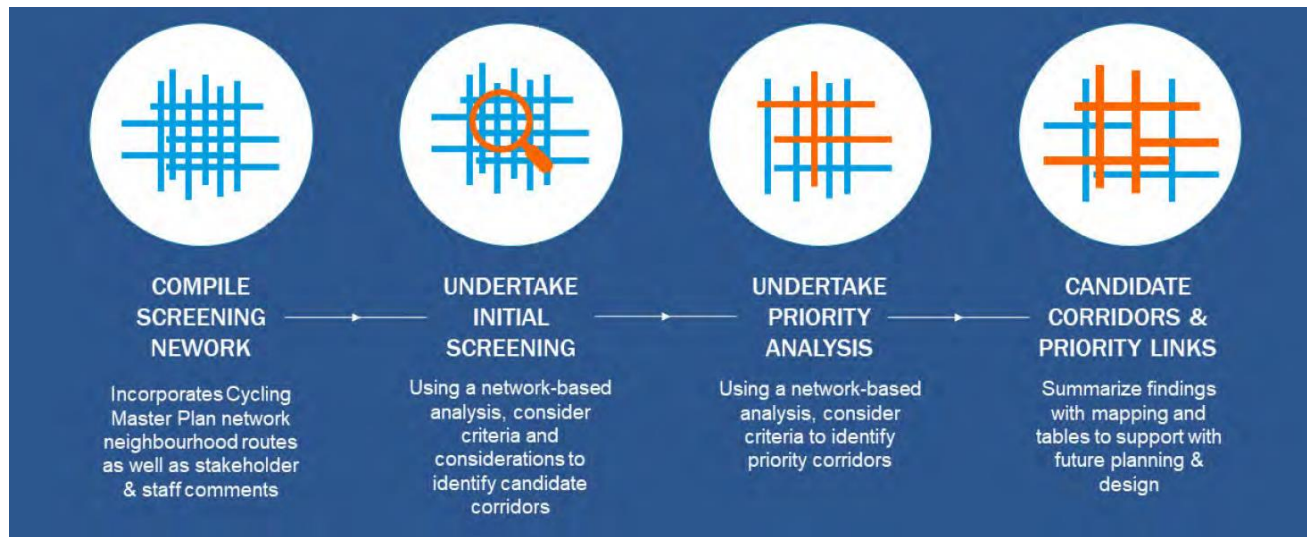 COMPILE
SCREENING
NEWORK
Incorporates Cycling
Master Plan network
neighbourhood routes
as well as stakeholder
& staff comments
UNDERTAKE
INITIAL
SCREENING
Using a network-based
analysis, consider
criteria and
considerations to
identify candidate
corridors
UNDERTAKE
PRIORITY
ANALYSIS
Using a network-based
analysis, consider
criteria to identify
priority corridors
CANDIDATE
CORRIDORS &
PRIORITY LINKS
Summarize findings
with mapping and
tables to support with
future planning &
design